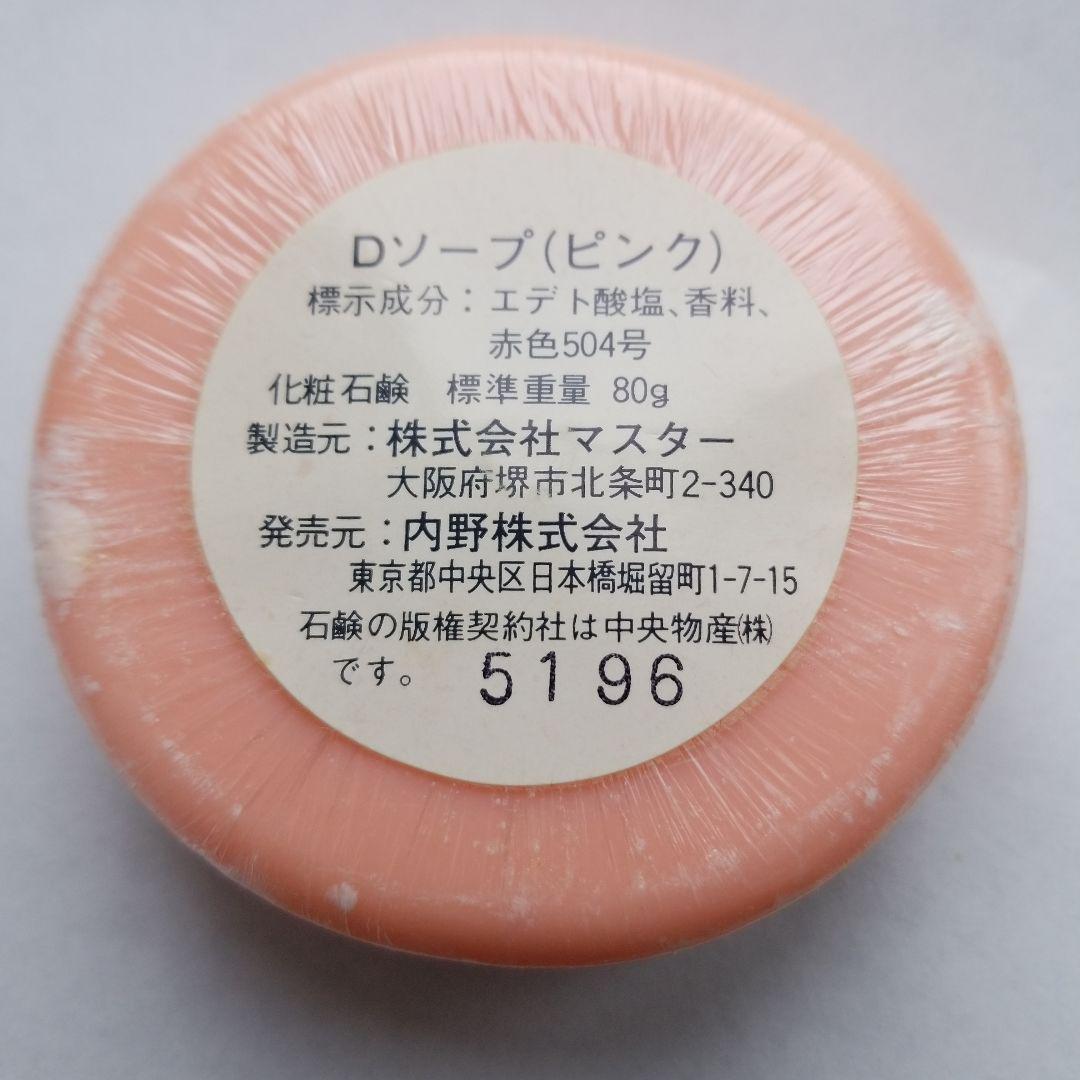 Dソープ(ピンク)
標示成分：エデト酸塩、香料、
赤色504号
化粧石鹸 標準重量 80g
製造元：株式会社マスター
大阪府堺市北条町2-340
発売元：内野株式会社
東京都中央区日本橋堀留町1-7-15
石鹸の版権契約社は中央物産㈱
です。 5196